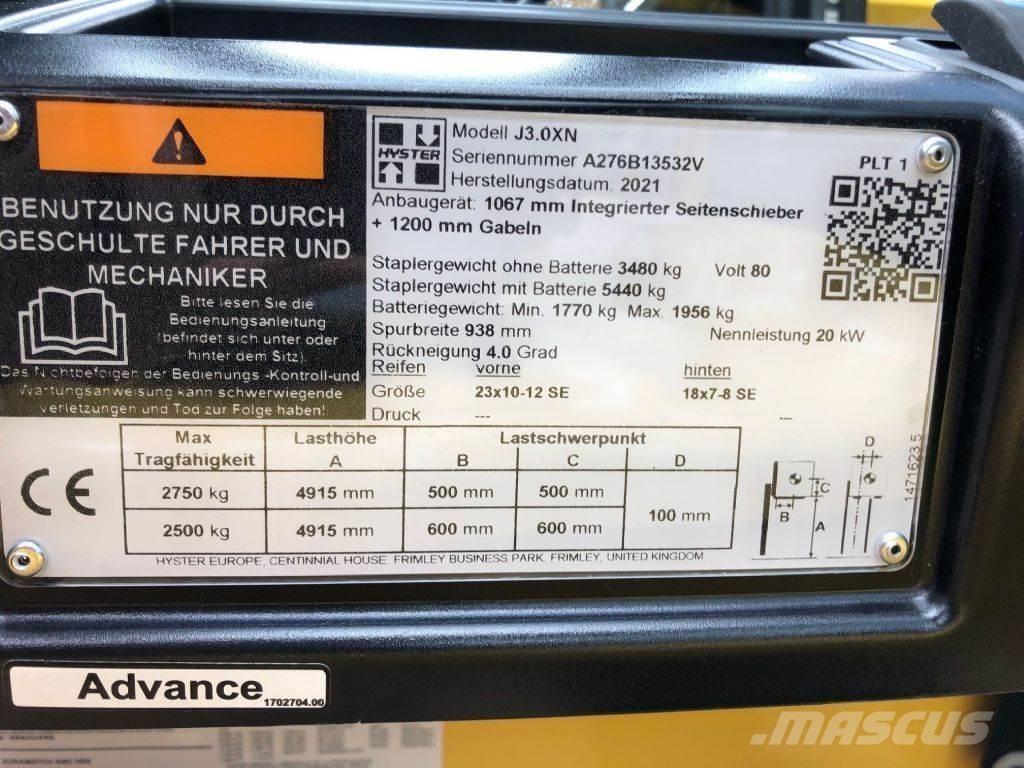 HYSTER
Modell J3.0XN
Seriennummer A276B13532V
Herstellungsdatum: 2021
PLT 1
Anbaugerät: 1067 mm Integrierter Seitenschieber
+ 1200 mm Gabeln
BENUTZUNG NUR DURCH
GESCHULTE FAHRER UND
MECHANIKER
Bitte lesen Sie die
Bedienungsanleitung
(befindet sich unter oder
hinter dem Sitz).
Das Nichtbefolgen der Bedienungs-,Kontroll-und
Wartungsanweisung kann schwerwiegende
Verletzungen und Tod zur Folge haben!
Staplergewicht ohne Batterie 3480 kg Volt 80
Staplergewicht mit Batterie 5440 kg
Batteriegewicht: Min. 1770 kg Max. 1956 kg
Spurbreite 938 mm Nennleistung 20 kW
Rückneigung 4.0 Grad
Reifen vorne hinten
Größe 23x10-12 SE 18x7-8 SE
Druck --- ---
Max Lasthöhe Lastschwerpunkt
Tragfähigkeit A B C D
2750 kg 4915 mm 500 mm 500 mm
100 mm
2500 kg 4915 mm 600 mm 600 mm
D
C
B
A
14716235
CE
HYSTER EUROPE, CENTINNIAL HOUSE, FRIMLEY BUSINESS PARK, FRIMLEY, UNITED KINGDOM
Advance
1702704.00
MASCUS